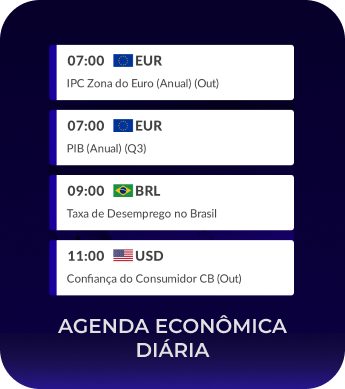 07:00 EUR
IPC Zona do Euro (Anual) (Out)
07:00 EUR
PIB (Anual) (Q3)
09:00 BRL
Taxa de Desemprego no Brasil
11:00 USD
Confiança do Consumidor CB (Out)
AGENDA ECONÔMICA
DIÁRIA